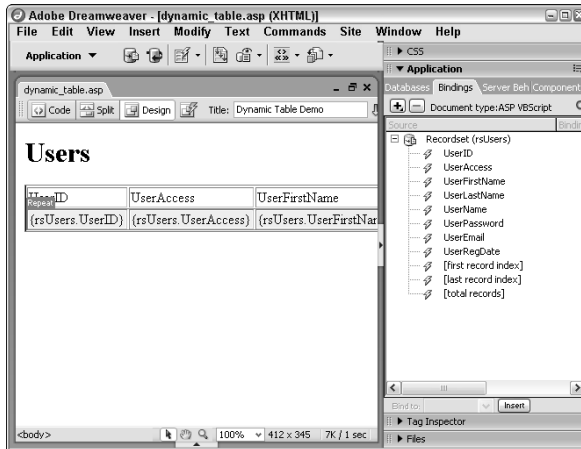 Adobe Dreamweaver - [dynamic_table.asp (XHTML)]
File Edit View Insert Modify Text Commands Site Window Help
Application
CSS
Application
dynamic_table.asp
Databases Bindings Server Beh Component
Code Split Design Title: Dynamic Table Demo
Document type:ASP VBScript
Source Bindin
Users
Recordset (rsUsers)
UserID
UserAccess
UserFirstName
UserLastName
UserName
UserPassword
UserEmail
UserRegDate
[first record index]
[last record index]
[total records]
UserID UserAccess UserFirstName
Repeat
{rsUsers.UserID} {rsUsers.UserAccess} {rsUsers.UserFirstNar
Bind to: Insert
<body> 100% 412 x 345 7K / 1 sec
Tag Inspector
Files